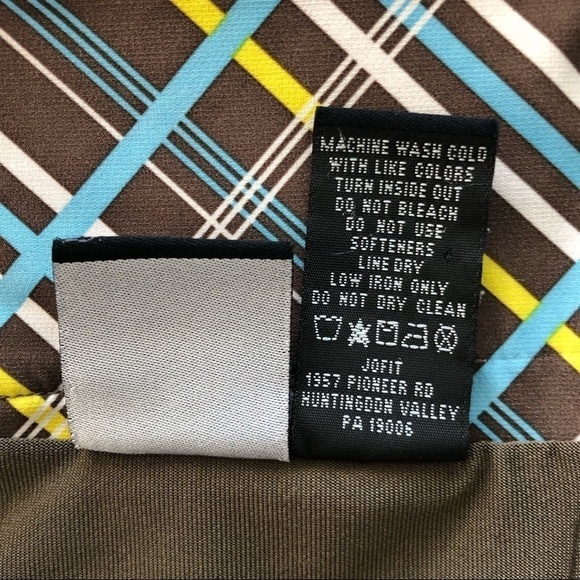 MACHINE WASH COLD
WITH LIKE COLORS
TURN INSIDE OUT
DO NOT BLEACH
DO NOT USE
SOFTENERS
LINE DRY
LOW IRON ONLY
DO NOT DRY CLEAN
JOFIT
1957 PIONEER RD
HUNTINGDON VALLEY
PA 19006